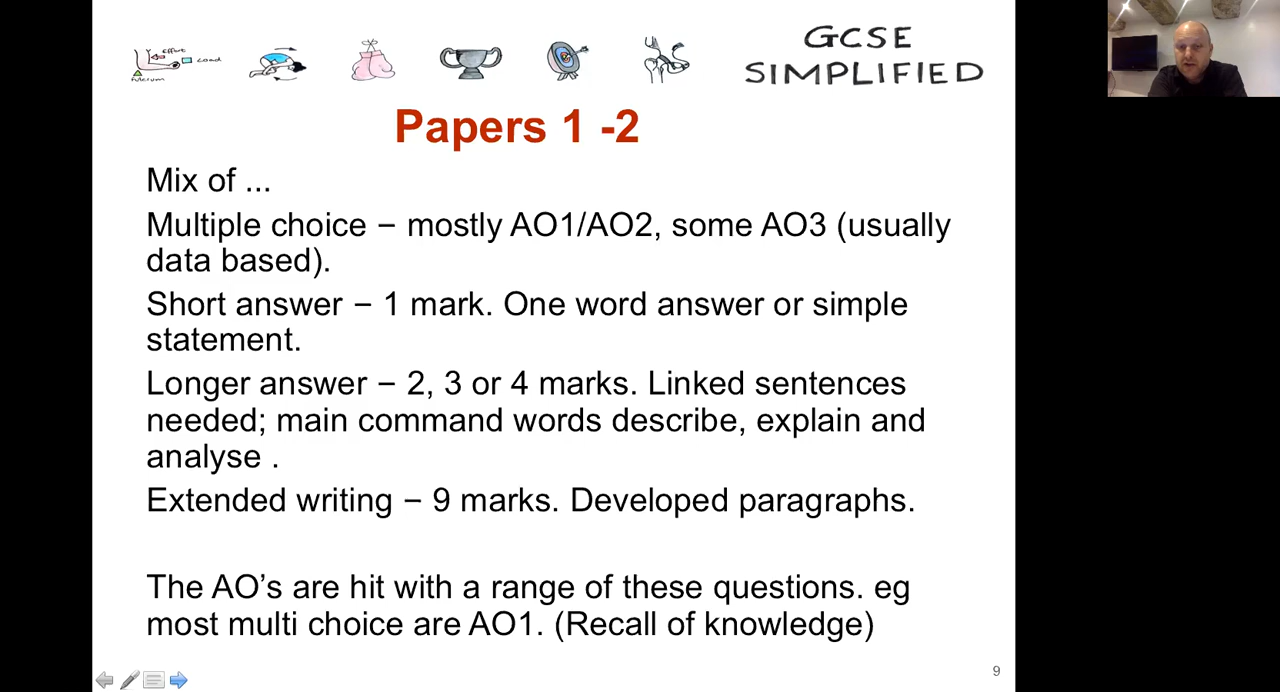 Effort
Load
fulcrum
GCSE
SIMPLIFIED
Papers 1 -2
Mix of ...
Multiple choice – mostly AO1/AO2, some AO3 (usually
data based).
Short answer – 1 mark. One word answer or simple
statement.
Longer answer – 2, 3 or 4 marks. Linked sentences
needed; main command words describe, explain and
analyse .
Extended writing – 9 marks. Developed paragraphs.
The AO’s are hit with a range of these questions. eg
most multi choice are AO1. (Recall of knowledge)
9